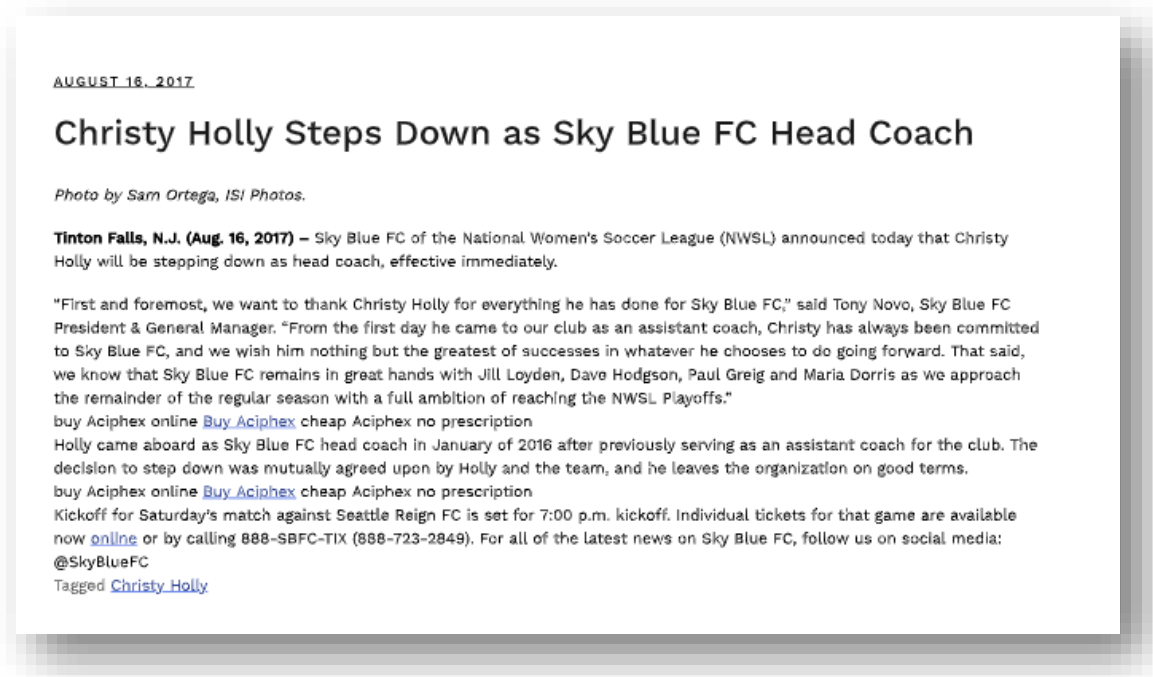 AUGUST 16, 2017
Christy Holly Steps Down as Sky Blue FC Head Coach
Photo by Sam Ortega, ISI Photos.
Tinton Falls, N.J. (Aug. 16, 2017) – Sky Blue FC of the National Women's Soccer League (NWSL) announced today that Christy
Holly will be stepping down as head coach, effective immediately.
“First and foremost, we want to thank Christy Holly for everything he has done for Sky Blue FC,” said Tony Novo, Sky Blue FC
President & General Manager. “From the first day he came to our club as an assistant coach, Christy has always been committed
to Sky Blue FC, and we wish him nothing but the greatest of successes in whatever he chooses to do going forward. That said,
we know that Sky Blue FC remains in great hands with Jill Loyden, Dave Hodgson, Paul Greig and Maria Dorris as we approach
the remainder of the regular season with a full ambition of reaching the NWSL Playoffs.”
buy Aciphex online Buy Aciphex cheap Aciphex no prescription
Holly came aboard as Sky Blue FC head coach in January of 2016 after previously serving as an assistant coach for the club. The
decision to step down was mutually agreed upon by Holly and the team, and he leaves the organization on good terms.
buy Aciphex online Buy Aciphex cheap Aciphex no prescription
Kickoff for Saturday's match against Seattle Reign FC is set for 7:00 p.m. kickoff. Individual tickets for that game are available
now online or by calling 888-SBFC-TIX (888-723-2849). For all of the latest news on Sky Blue FC, follow us on social media:
@SkyBlueFC
Tagged Christy Holly